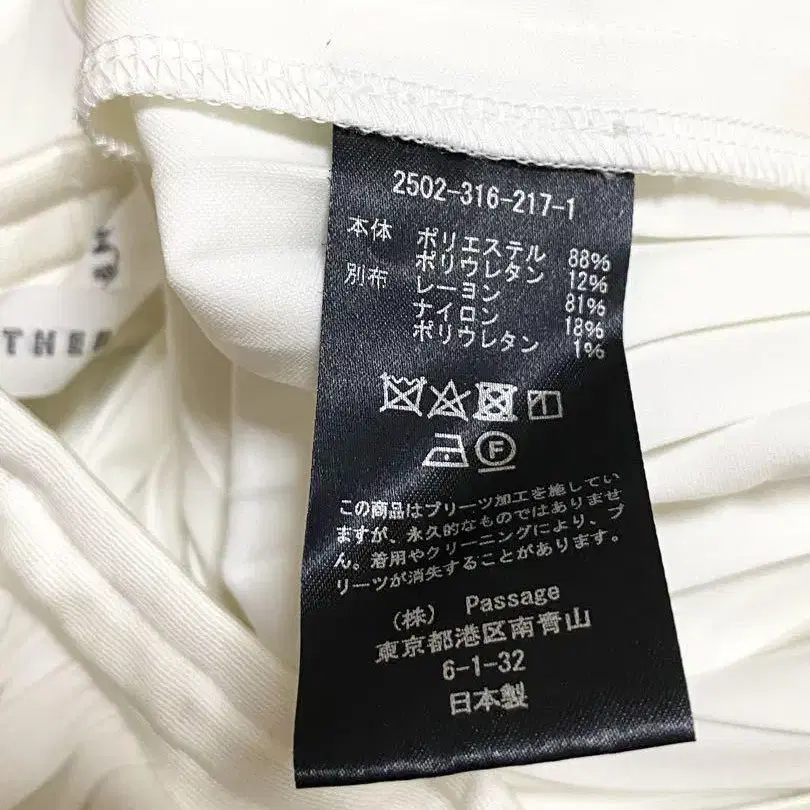 2502-316-217-1
本体 ポリエステル 88%
ポリウレタン 12%
別布 レーヨン 81%
ナイロン 18%
ポリウレタン 1%
F
この商品はプリーツ加工を施してい
ますが、永久的なものではありませ
ん。着用やクリーニングにより、プ
リーツが消失することがあります。
(株) Passage
東京都港区南青山
6-1-32
日本製
THE